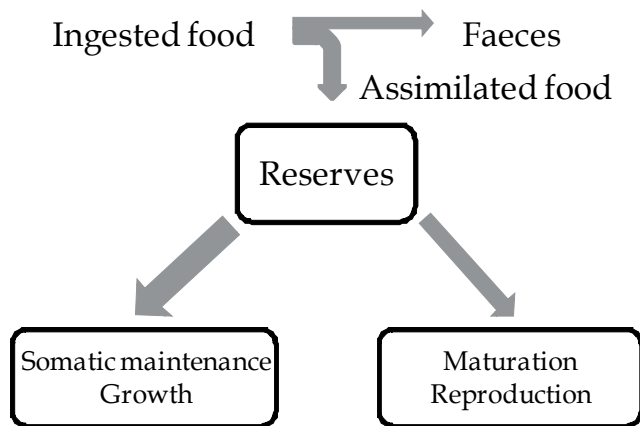 Ingested food
Faeces
Assimilated food
Reserves
Somatic maintenance
Growth
Maturation
Reproduction